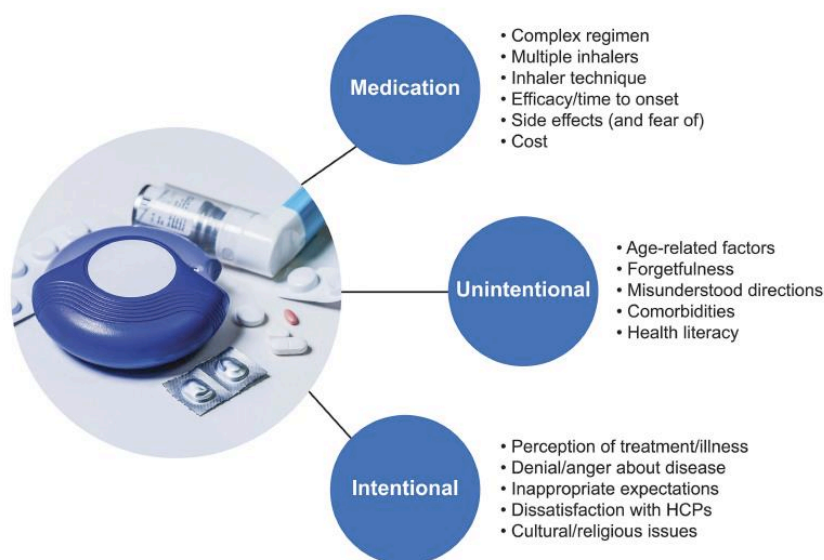 Medication
• Complex regimen
• Multiple inhalers
• Inhaler technique
• Efficacy/time to onset
• Side effects (and fear of)
• Cost
Unintentional
• Age-related factors
• Forgetfulness
• Misunderstood directions
• Comorbidities
• Health literacy
Intentional
• Perception of treatment/illness
• Denial/anger about disease
• Inappropriate expectations
• Dissatisfaction with HCPs
• Cultural/religious issues